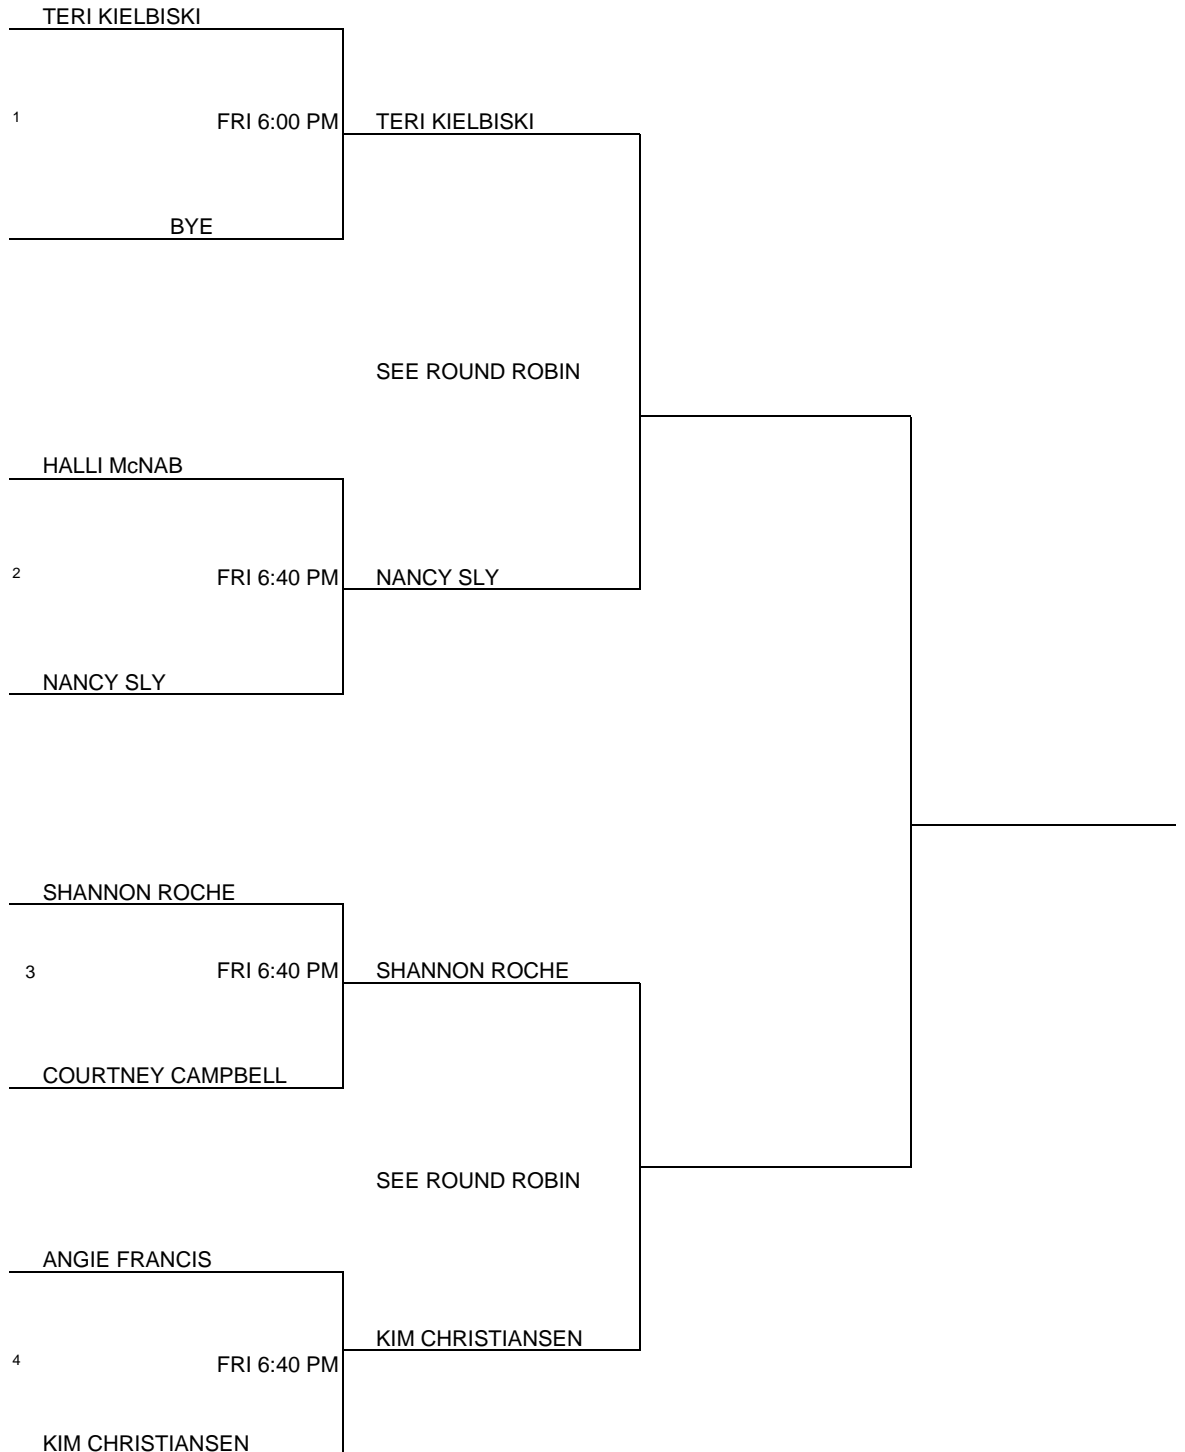 TERI KIELBISKI
1 FRI 6:00 PM TERI KIELBISKI
BYE
SEE ROUND ROBIN
HALLI McNAB
2 FRI 6:40 PM NANCY SLY
NANCY SLY
SHANNON ROCHE
3 FRI 6:40 PM SHANNON ROCHE
COURTNEY CAMPBELL
SEE ROUND ROBIN
ANGIE FRANCIS
KIM CHRISTIANSEN
4 FRI 6:40 PM
KIM CHRISTIANSEN